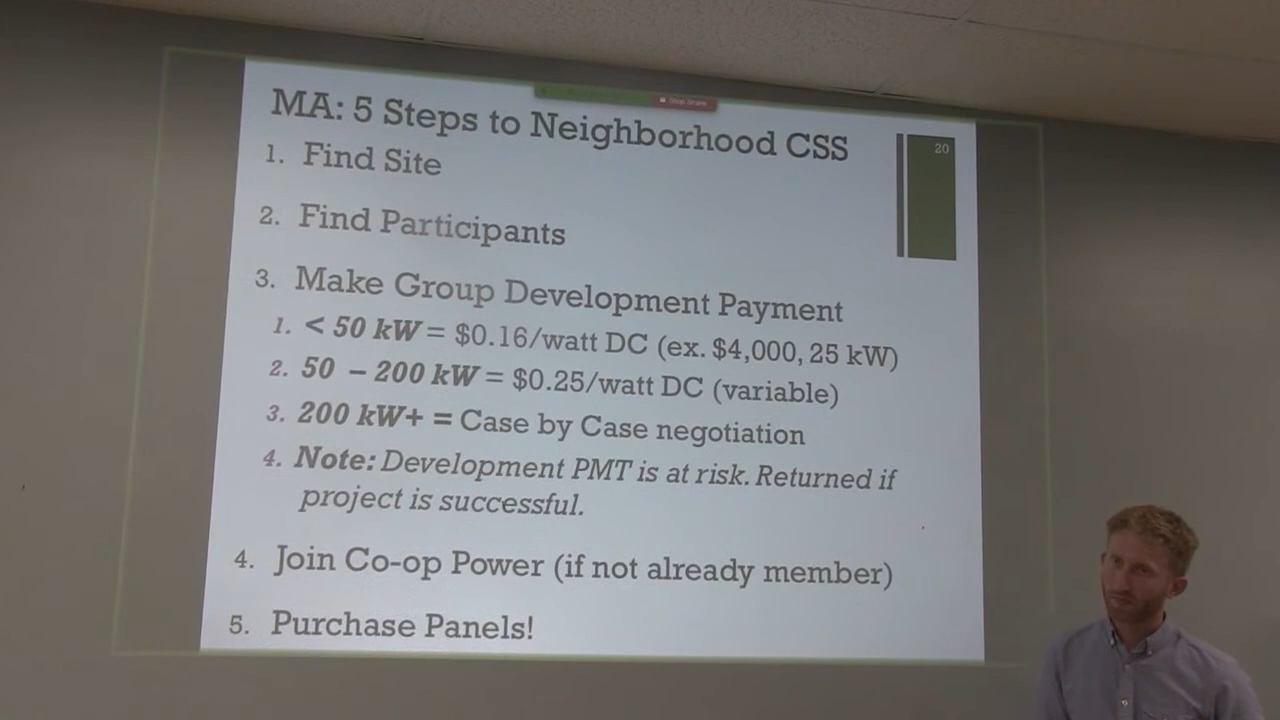 Stop Share
MA: 5 Steps to Neighborhood CSS
20
1. Find Site
2. Find Participants
3. Make Group Development Payment
1. < 50 kW = $0.16/watt DC (ex. $4,000, 25 kW)
2. 50 – 200 kW = $0.25/watt DC (variable)
3. 200 kW+ = Case by Case negotiation
4. Note: Development PMT is at risk. Returned if
project is successful.
4. Join Co-op Power (if not already member)
5. Purchase Panels!